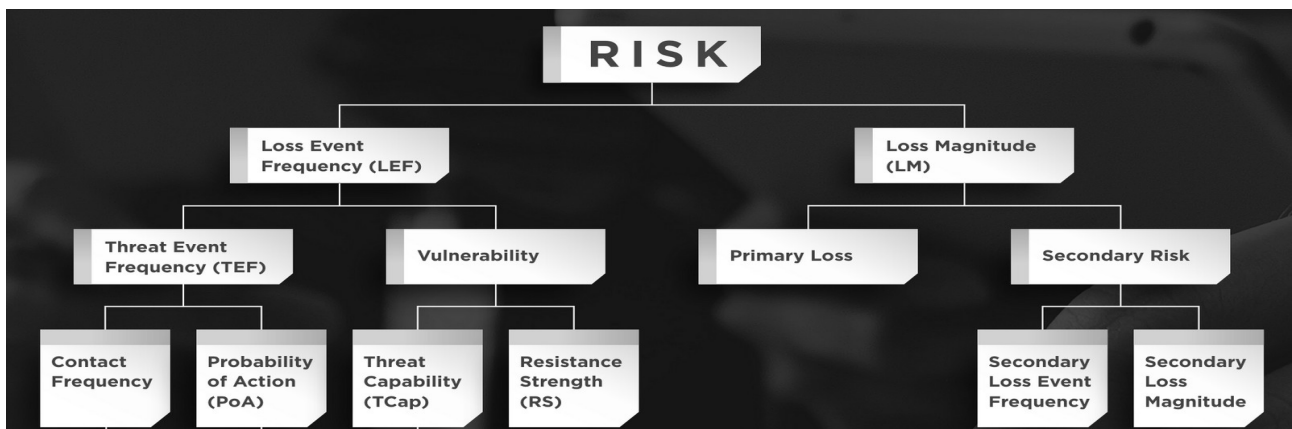 RISK
Loss Event
Frequency (LEF)
Loss Magnitude
(LM)
Threat Event
Frequency (TEF)
Vulnerability
Primary Loss
Secondary Risk
Contact
Frequency
Probability
of Action
(PoA)
Threat
Capability
(TCap)
Resistance
Strength
(RS)
Secondary
Loss Event
Frequency
Secondary
Loss
Magnitude